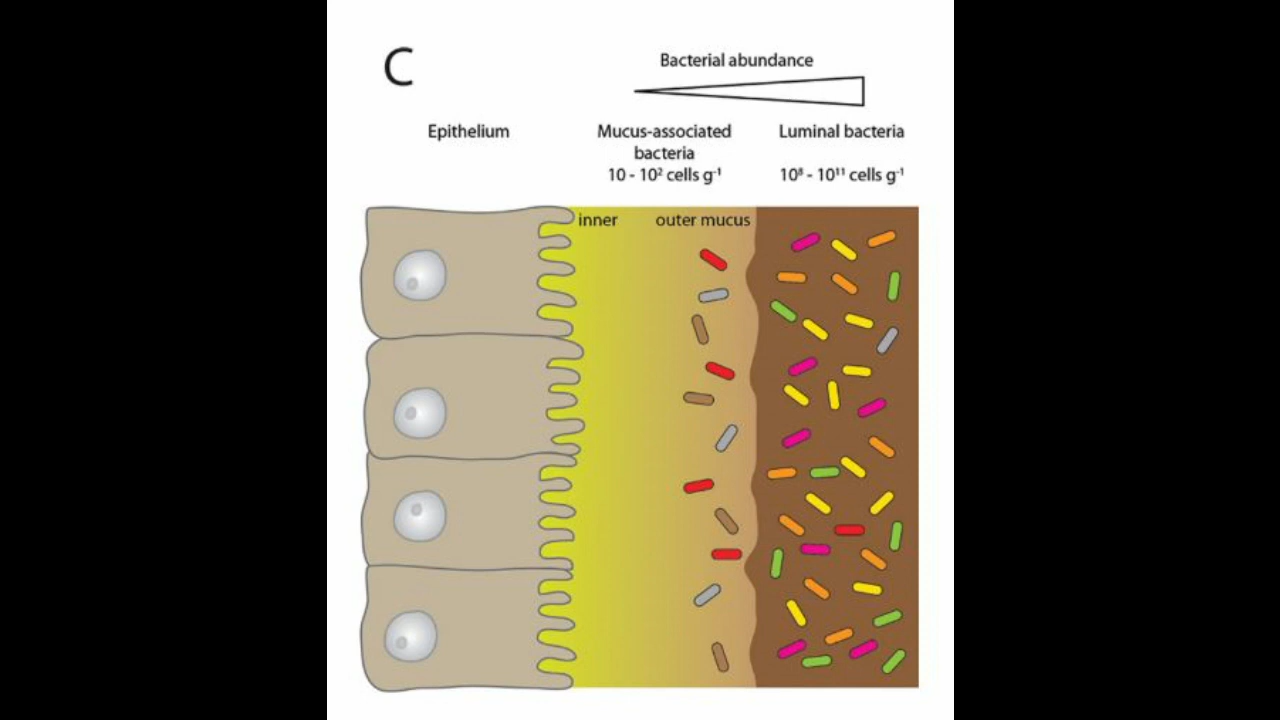 C
Bacterial abundance
Epithelium
Mucus-associated
bacteria
10 - 10² cells g⁻¹
Luminal bacteria
10⁸ - 10¹¹ cells g⁻¹
inner
outer mucus